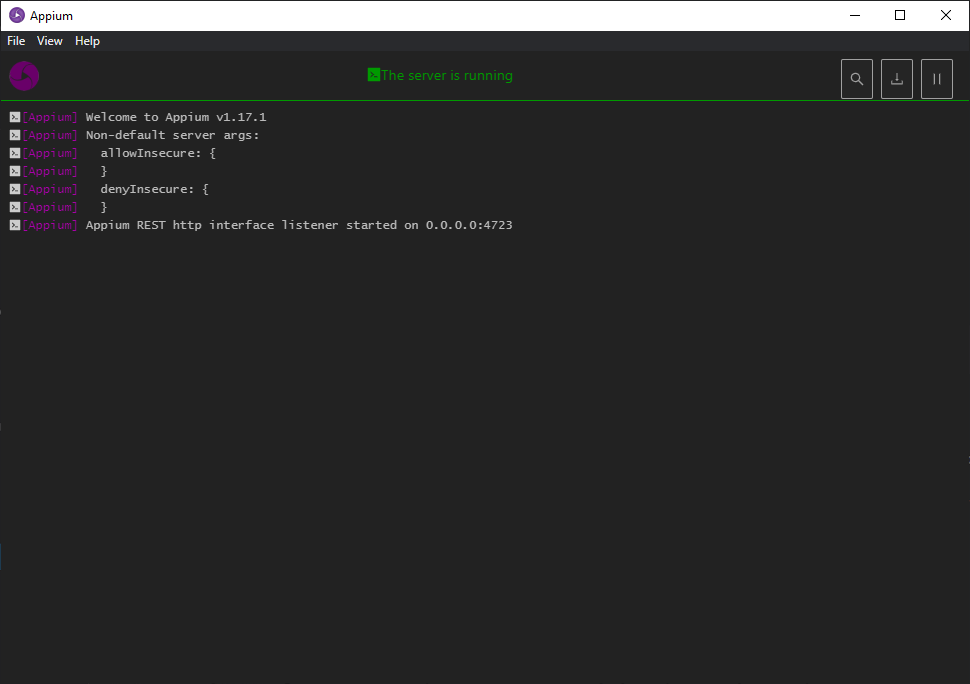 Appium
File View Help
The server is running
[Appium] Welcome to Appium v1.17.1
[Appium] Non-default server args:
[Appium]   allowInsecure: {
[Appium]   }
[Appium]   denyInsecure: {
[Appium]   }
[Appium] Appium REST http interface listener started on 0.0.0.0:4723